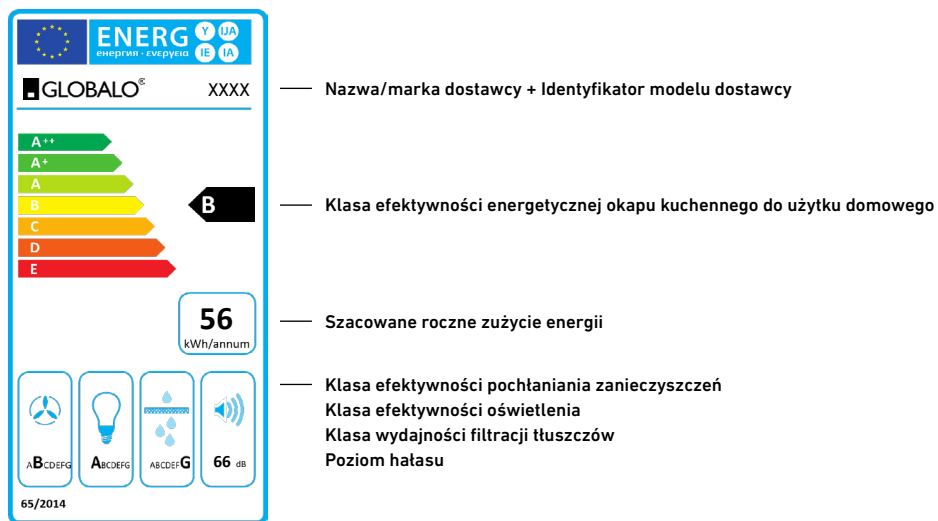 ENERG Y IJA
енергия · ενεργεια IE IA
GLOBALO® XXXX
Nazwa/marka dostawcy + Identyfikator modelu dostawcy
A++
A+
A
B
B
Klasa efektywności energetycznej okapu kuchennego do użytku domowego
C
D
E
56
kWh/annum
Szacowane roczne zużycie energii
Klasa efektywności pochłaniania zanieczyszczeń
Klasa efektywności oświetlenia
Klasa wydajności filtracji tłuszczów
Poziom hałasu
ABCDEFG
ABCDEFG
ABCDEFG
66 dB
65/2014